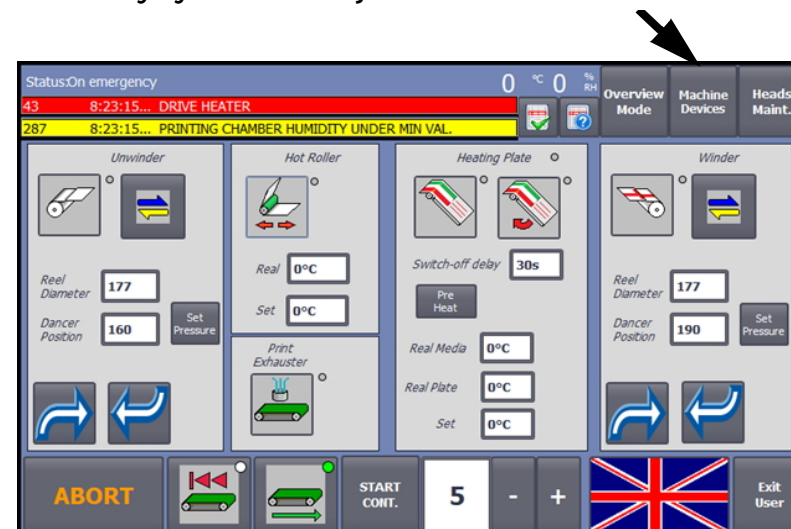 Status:On emergency
0 °C 0 % RH
43 8:23:15... DRIVE HEATER
287 8:23:15... PRINTING CHAMBER HUMIDITY UNDER MIN VAL.
Overview Mode
Machine Devices
Heads Maint.
Unwinder
Reel Diameter 177
Dancer Position 160
Set Pressure
Hot Roller
Real 0°C
Set 0°C
Print Exhauster
Heating Plate
Switch-off delay 30s
Pre Heat
Real Media 0°C
Real Plate 0°C
Set 0°C
Winder
Reel Diameter 177
Dancer Position 190
Set Pressure
ABORT
START CONT.
5
- +
Exit User